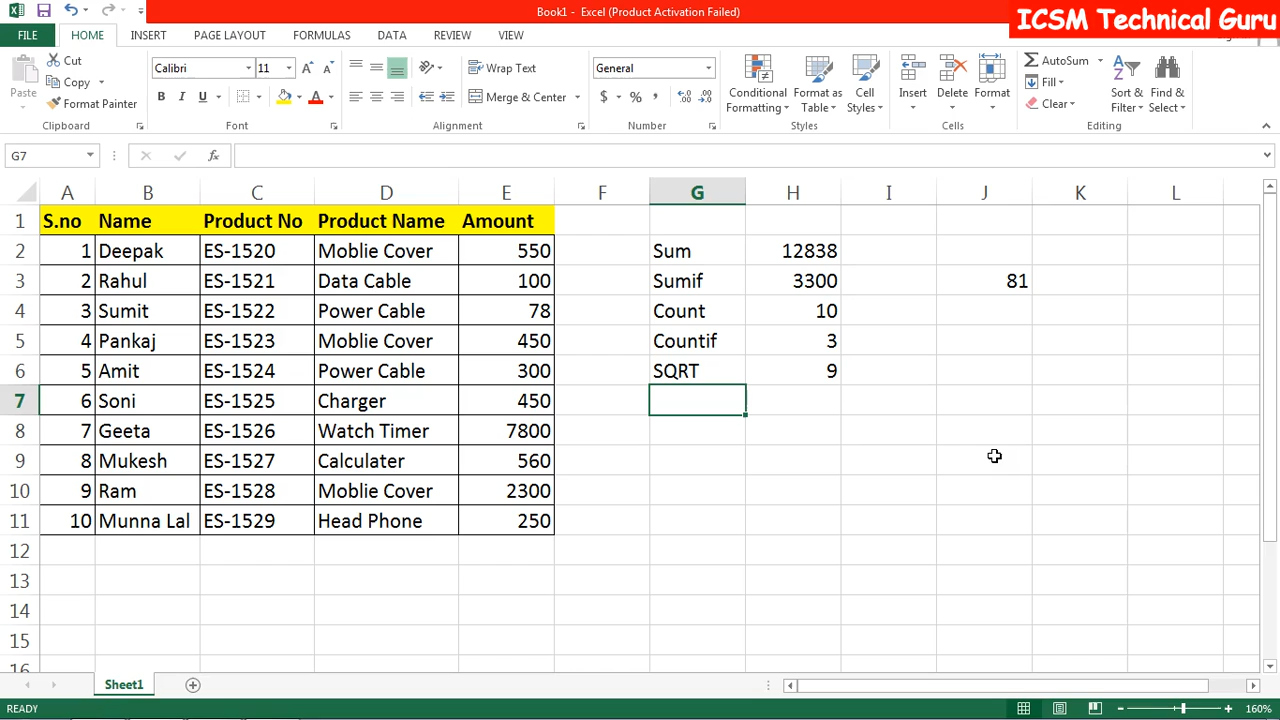 Book1 - Excel (Product Activation Failed)
ICSM Technical Guru
FILE HOME INSERT PAGE LAYOUT FORMULAS DATA REVIEW VIEW
Paste Cut Copy Format Painter Clipboard
Calibri 11 B I U A A A Font
Wrap Text Merge & Center Alignment
General $ % , Number
Conditional Formatting Format as Table Cell Styles Styles
Insert Delete Format Cells
AutoSum Fill Clear Sort & Filter Find & Select Editing
G7 fx
A B C D E F G H I J K L
1 S.no Name Product No Product Name Amount
2 1 Deepak ES-1520 Moblie Cover 550 Sum 12838
3 2 Rahul ES-1521 Data Cable 100 Sumif 3300 81
4 3 Sumit ES-1522 Power Cable 78 Count 10
5 4 Pankaj ES-1523 Moblie Cover 450 Countif 3
6 5 Amit ES-1524 Power Cable 300 SQRT 9
7 6 Soni ES-1525 Charger 450
8 7 Geeta ES-1526 Watch Timer 7800
9 8 Mukesh ES-1527 Calculater 560
10 9 Ram ES-1528 Moblie Cover 2300
11 10 Munna Lal ES-1529 Head Phone 250
12
13
14
15
16
Sheet1
READY 160%